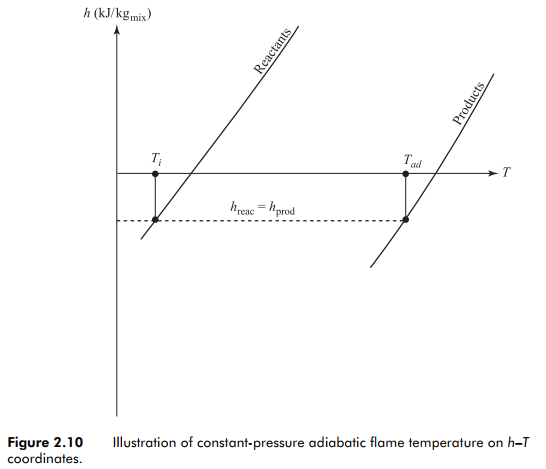 h (kJ/kgmix)
Reactants
Products
Ti
Tad
T
hreac = hprod
Figure 2.10 Illustration of constant-pressure adiabatic flame temperature on h–T
coordinates.